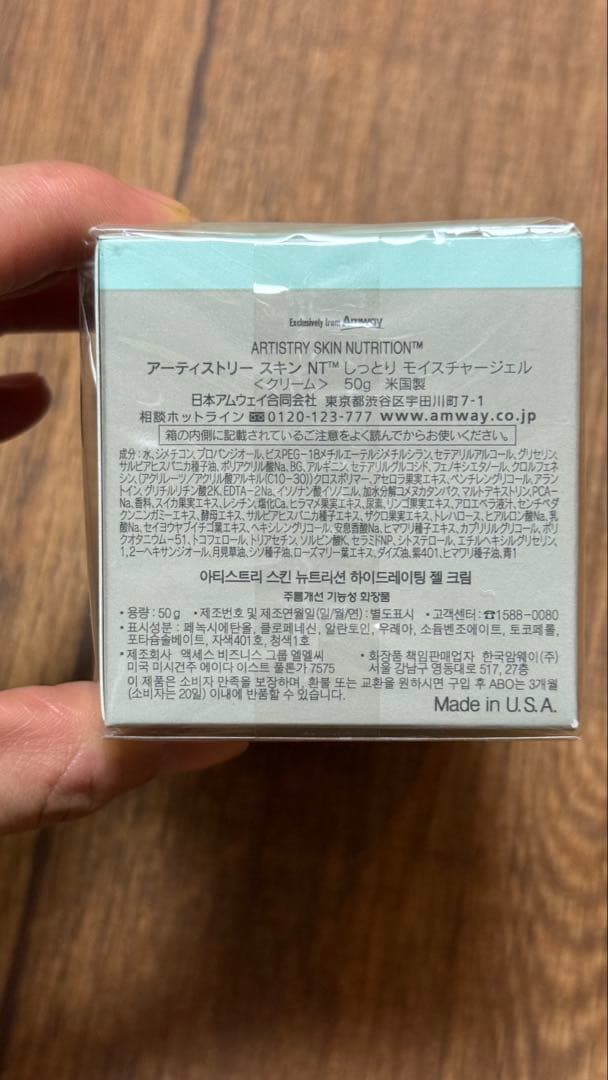 Exclusively from Amway
ARTISTRY SKIN NUTRITION™
アーティストリー スキン NT™ しっとり モイスチャージェル
＜クリーム＞ 50g 米国製
日本アムウェイ合同会社 東京都渋谷区宇田川町7-1
相談ホットライン 0120-123-777 www.amway.co.jp
箱の内側に記載されているご注意をよく読んでからお使いください。
成分：水、ジメチコン、プロパンジオール、ビスPEG-18メチルエーテルジメチルシラン、セテアリルアルコール、グリセリン、
サルビアヒスパニカ種子油、ポリアクリル酸Na、BG、アルギニン、セテアリルグルコシド、フェノキシエタノール、クロルフェネ
シン、(アクリレーツ／アクリル酸アルキル(C10-30))クロスポリマー、アセロラ果実エキス、ペンチレングリコール、アラン
トイン、グリチルリチン酸2K、EDTA-2Na、イソノナン酸イソノニル、加水分解コメヌカタンパク、マルトデキストリン、PCA-
Na、香料、スイカ果実エキス、レシチン、塩化Ca、ヒラマメ果実エキス、尿素、リンゴ果実エキス、アロエベラ液汁、センチペダ
クンニンガミーエキス、酵母エキス、サルビアヒスパニカ種子エキス、ザクロ果実エキス、トレハロース、ヒアルロン酸Na、乳
酸Na、セイヨウヤブイチゴ葉エキス、ヘキシレングリコール、安息香酸Na、ヒマワリ種子エキス、カプリリルグリコール、ポリ
クオタニウム-51、トコフェロール、トリアセチン、ソルビン酸K、セラミドNP、シトステロール、エチルヘキシルグリセリン、
1,2-ヘキサンジオール、月見草油、シソ種子油、ローズマリー葉エキス、ダイズ油、紫401、ヒマワリ種子油、青1
아티스트리 스킨 뉴트리션 하이드레이팅 젤 크림
주름개선 기능성 화장품
• 용량 : 50g • 제조번호 및 제조연월일(일/월/면) : 별도표시 • 고객센터 : ☎1588-0080
• 표시성분 : 페녹시에탄올, 클로페네신, 알란토인, 우레아, 소듐벤조에이트, 토코페롤,
포타슘솔베이트, 자색401호, 청색1호
• 제조회사 액세스 비즈니스 그룹 엘엘씨 • 화장품 책임판매업자 한국암웨이(주)
미국 미시건주 에이다 이스트 풀톤가 7575 서울 강남구 영동대로 517, 27층
이 제품은 소비자 만족을 보장하며, 환불 또는 교환을 원하시면 구입 후 ABO는 3개월
(소비자는 20일) 이내에 반품할 수 있습니다.
Made in U.S.A.